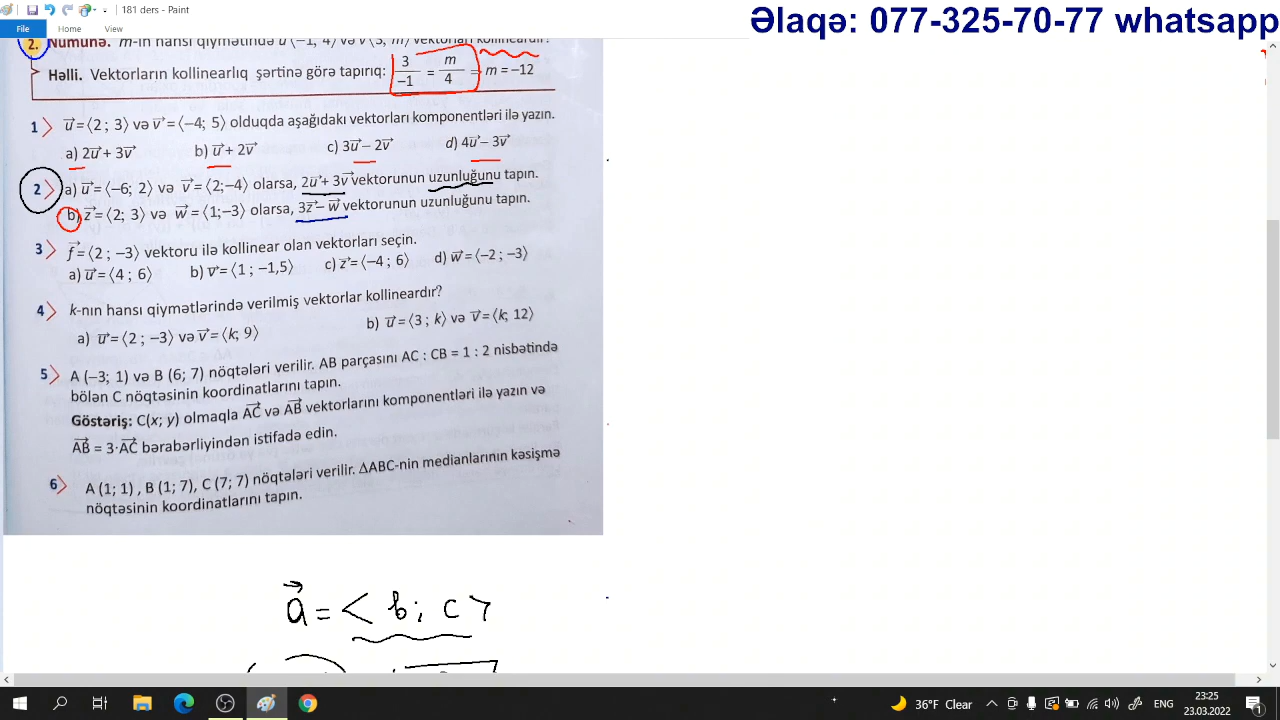 181 ders - Paint
Əlaqə: 077-325-70-77 whatsapp
File Home View
2. Nümunə. m-in hansı qiymətində u⃗ ⟨−1; 4⟩ və v⃗ ⟨3; m⟩ vektorları kollineardır?
Həlli. Vektorların kollinearlıq şərtinə görə tapırıq: 3/−1 = m/4 ⇒ m = −12
1 u⃗ = ⟨2 ; 3⟩ və v⃗ = ⟨−4; 5⟩ olduqda aşağıdakı vektorları komponentləri ilə yazın.
a) 2u⃗ + 3v⃗ b) u⃗ + 2v⃗ c) 3u⃗ − 2v⃗ d) 4u⃗ − 3v⃗
2 a) u⃗ = ⟨−6; 2⟩ və v⃗ = ⟨2;−4⟩ olarsa, 2u⃗ + 3v⃗ vektorunun uzunluğunu tapın.
b) z⃗ = ⟨2; 3⟩ və w⃗ = ⟨1;−3⟩ olarsa, 3z⃗ − w⃗ vektorunun uzunluğunu tapın.
3 f⃗ = ⟨2 ; −3⟩ vektoru ilə kollinear olan vektorları seçin.
a) u⃗ = ⟨4 ; 6⟩ b) v⃗ = ⟨1 ; −1,5⟩ c) z⃗ = ⟨−4 ; 6⟩ d) w⃗ = ⟨−2 ; −3⟩
4 k-nın hansı qiymətlərində verilmiş vektorlar kollineardır?
a) u⃗ = ⟨2 ; −3⟩ və v⃗ = ⟨k; 9⟩ b) u⃗ = ⟨3 ; k⟩ və v⃗ = ⟨k; 12⟩
5 A (−3; 1) və B (6; 7) nöqtələri verilir. AB parçasını AC : CB = 1 : 2 nisbətində
bölən C nöqtəsinin koordinatlarını tapın.
Göstəriş: C(x; y) olmaqla AC⃗ və AB⃗ vektorlarını komponentləri ilə yazın və
AB⃗ = 3·AC⃗ bərabərliyindən istifadə edin.
6 A (1; 1) , B (1; 7), C (7; 7) nöqtələri verilir. ΔABC-nin medianlarının kəsişmə
nöqtəsinin koordinatlarını tapın.
a⃗ = < b; c >
36°F Clear ENG 23:25
23.03.2022